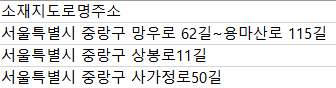 소재지도로명주소
서울특별시 중랑구 망우로 62길~용마산로 115길
서울특별시 중랑구 상봉로11길
서울특별시 중랑구 사가정로50길